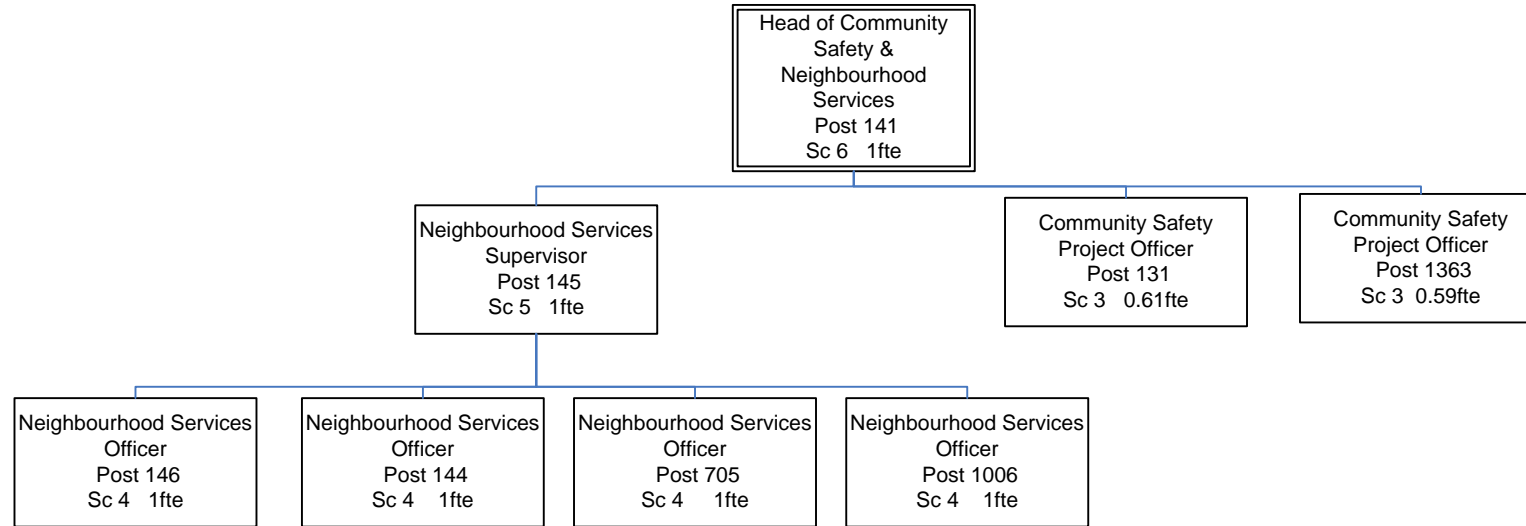 Head of Community
Safety &
Neighbourhood
Services
Post 141
Sc 6 1fte
Neighbourhood Services
Supervisor
Post 145
Sc 5 1fte
Community Safety
Project Officer
Post 131
Sc 3 0.61fte
Community Safety
Project Officer
Post 1363
Sc 3 0.59fte
Neighbourhood Services
Officer
Post 146
Sc 4 1fte
Neighbourhood Services
Officer
Post 144
Sc 4 1fte
Neighbourhood Services
Officer
Post 705
Sc 4 1fte
Neighbourhood Services
Officer
Post 1006
Sc 4 1fte